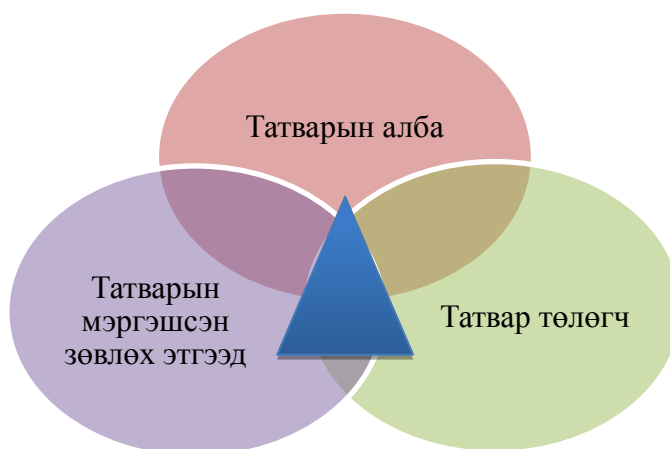 Татварын алба
Татварын
мэргэшсэн
зөвлөх этгээд
Татвар төлөгч